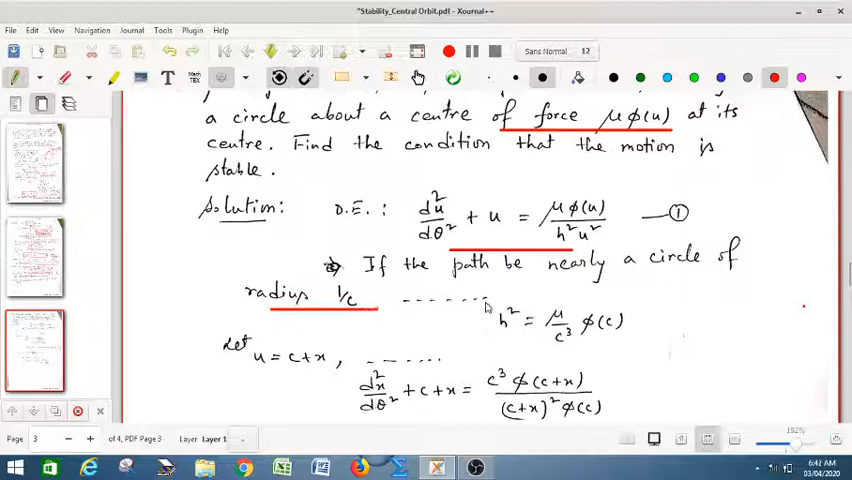 *Stability_Central Orbit.pdf - Xournal++
File Edit View Navigation Journal Tools Plugin Help
Sans Normal 12
a circle about a centre of force μφ(u) at its
centre. Find the condition that the motion is
stable.
Solution: D.E.: d²u/dθ² + u = μφ(u)/h²u² —①
⇒ If the path be nearly a circle of
radius 1/c -------
h² = μ/c³ φ(c)
Let u = c+x, -------
d²x/dθ² + c + x = c³ φ(c+x)/(c+x)² φ(c)
Page 3 of 4, PDF Page 3 Layer Layer 1
192%
6:42 AM
03/04/2020